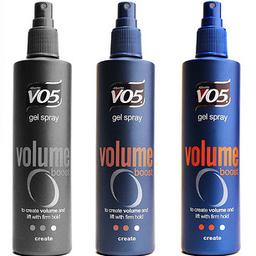 VO5
gel spray
volume
boost
to create volume and
lift with firm hold
create
VO5
gel spray
volume
boost
to create volume and
lift with firm hold
create
VO5
gel spray
volume
boost
to create volume and
lift with firm hold
create